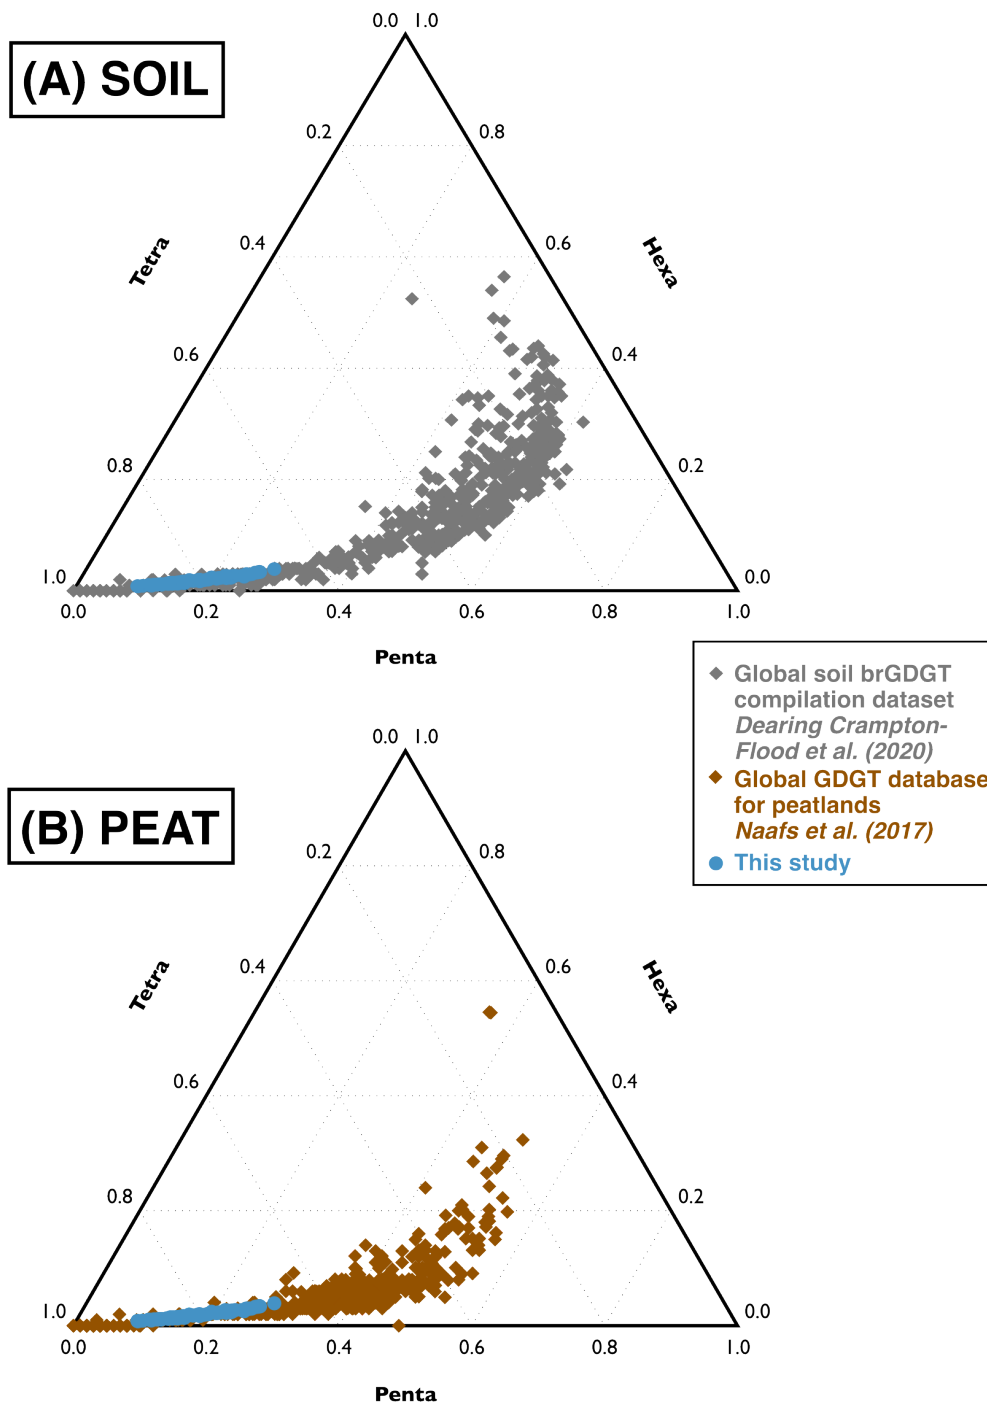 0.0 1.0
(A) SOIL
0.2 0.8
Tetra
0.4 0.6
Hexa
0.6 0.4
0.8 0.2
1.0 0.0
0.0 0.2 0.4 0.6 0.8 1.0
Penta
Global soil brGDGT
compilation dataset
Dearing Crampton-
Flood et al. (2020)
Global GDGT database
for peatlands
Naafs et al. (2017)
This study
0.0 1.0
(B) PEAT
0.2 0.8
Tetra
0.4 0.6
Hexa
0.6 0.4
0.8 0.2
1.0 0.0
0.0 0.2 0.4 0.6 0.8 1.0
Penta